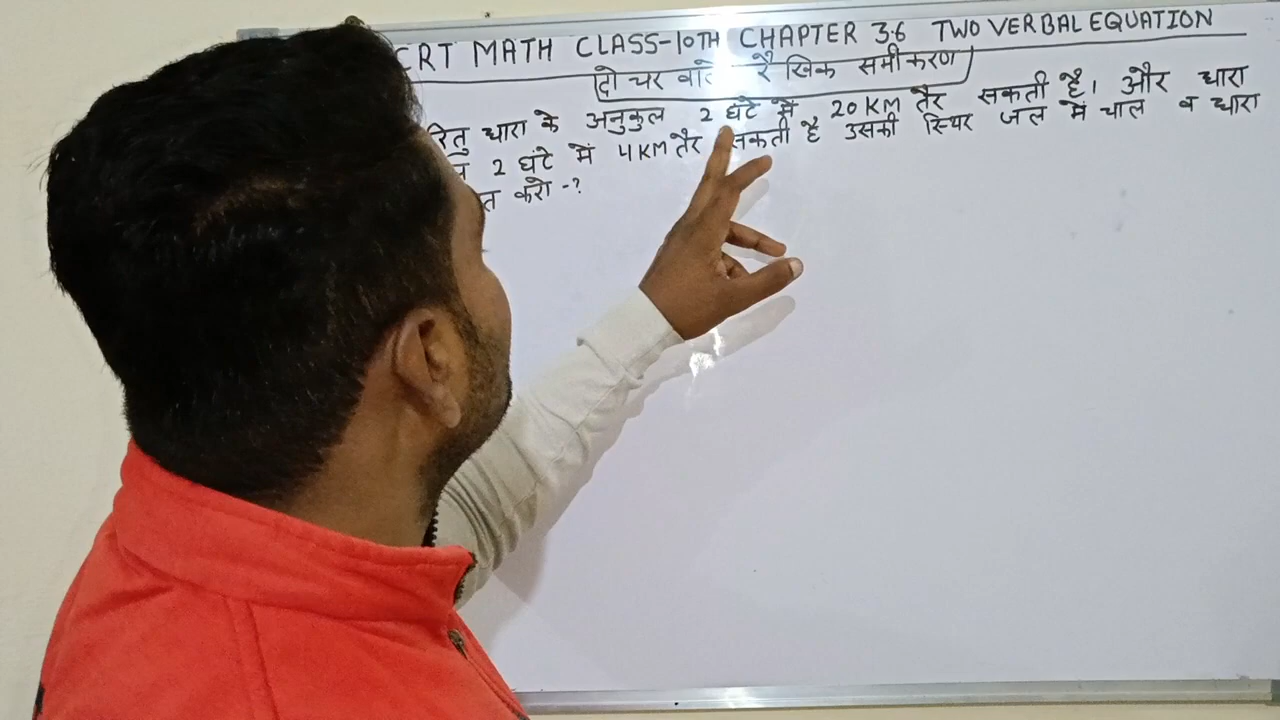 CRT MATH CLASS-10TH CHAPTER 3.6 TWO VERBAL EQUATION
दो चर वाले रैखिक समीकरण
रितु धारा के अनुकुल 2 घंटे में 20 KM तैर सकती है। और धारा
2 घंटे में 4 KM तैर सकती है उसकी स्थिर जल में चाल व धारा
त करो -?